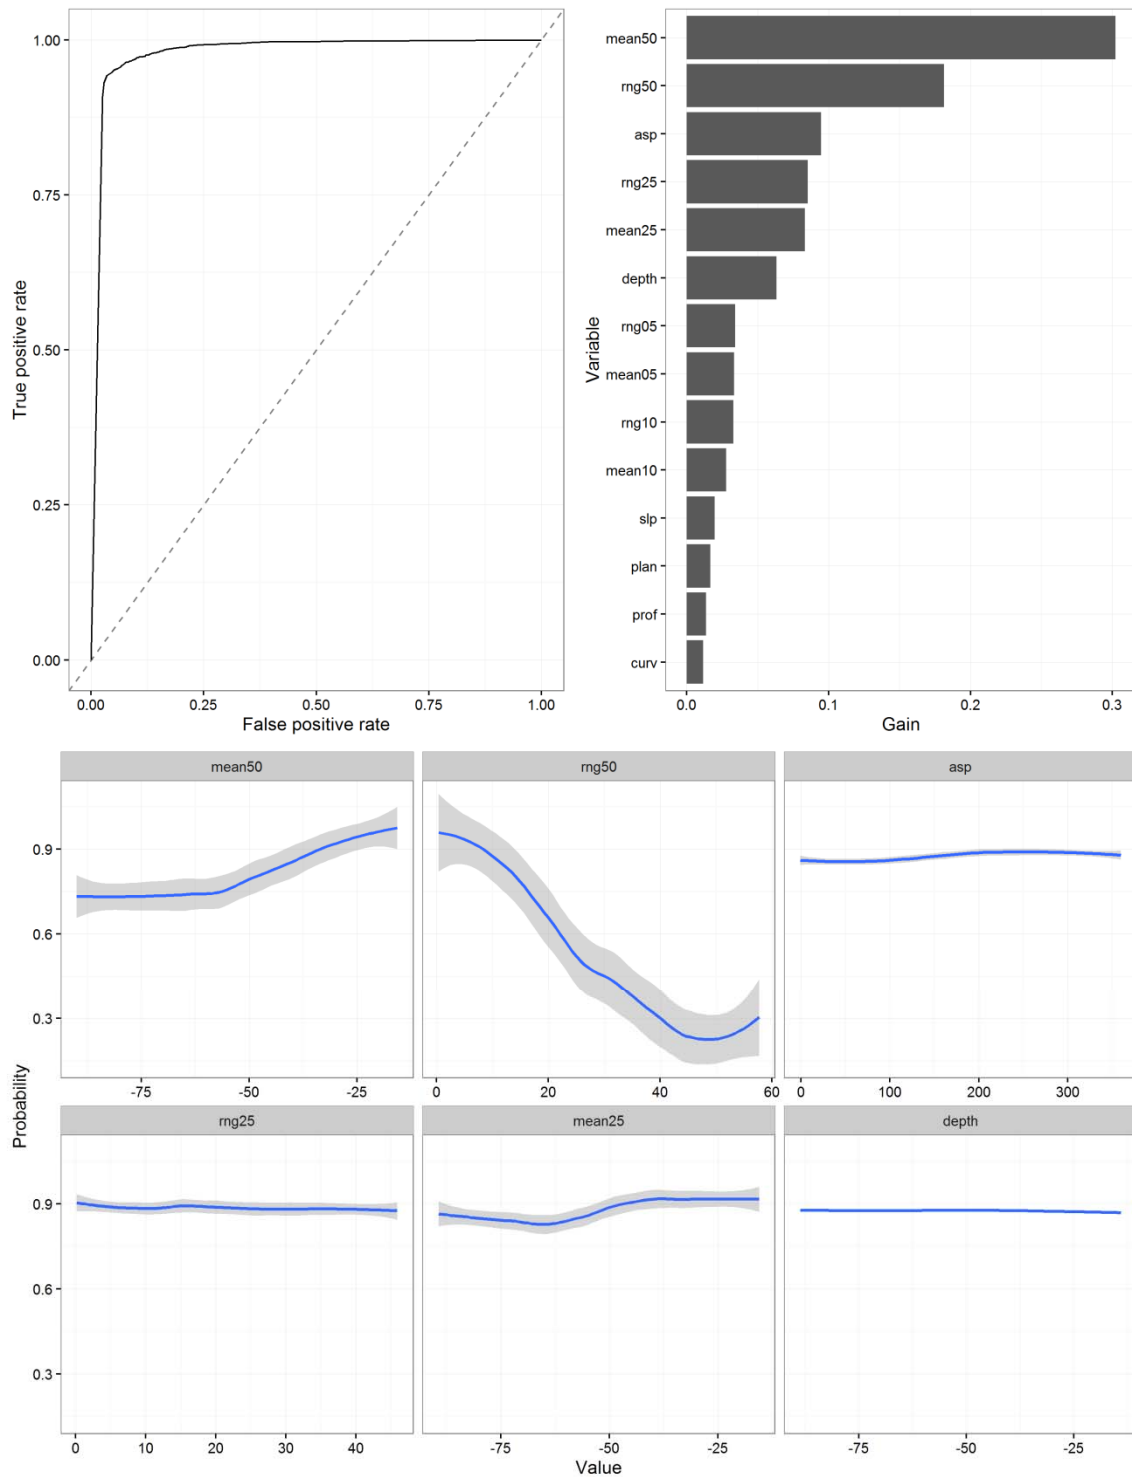 1.00
0.75
0.50
0.25
0.00
True positive rate
0.00 0.25 0.50 0.75 1.00
False positive rate
mean50
rng50
asp
rng25
mean25
depth
rng05
mean05
rng10
mean10
slp
plan
prof
curv
Variable
0.0 0.1 0.2 0.3
Gain
mean50 rng50 asp
0.9
0.6
0.3
-75 -50 -25 0 20 40 60 0 100 200 300
Probability
rng25 mean25 depth
0.9
0.6
0.3
0 10 20 30 40 -75 -50 -25 -75 -50 -25
Value